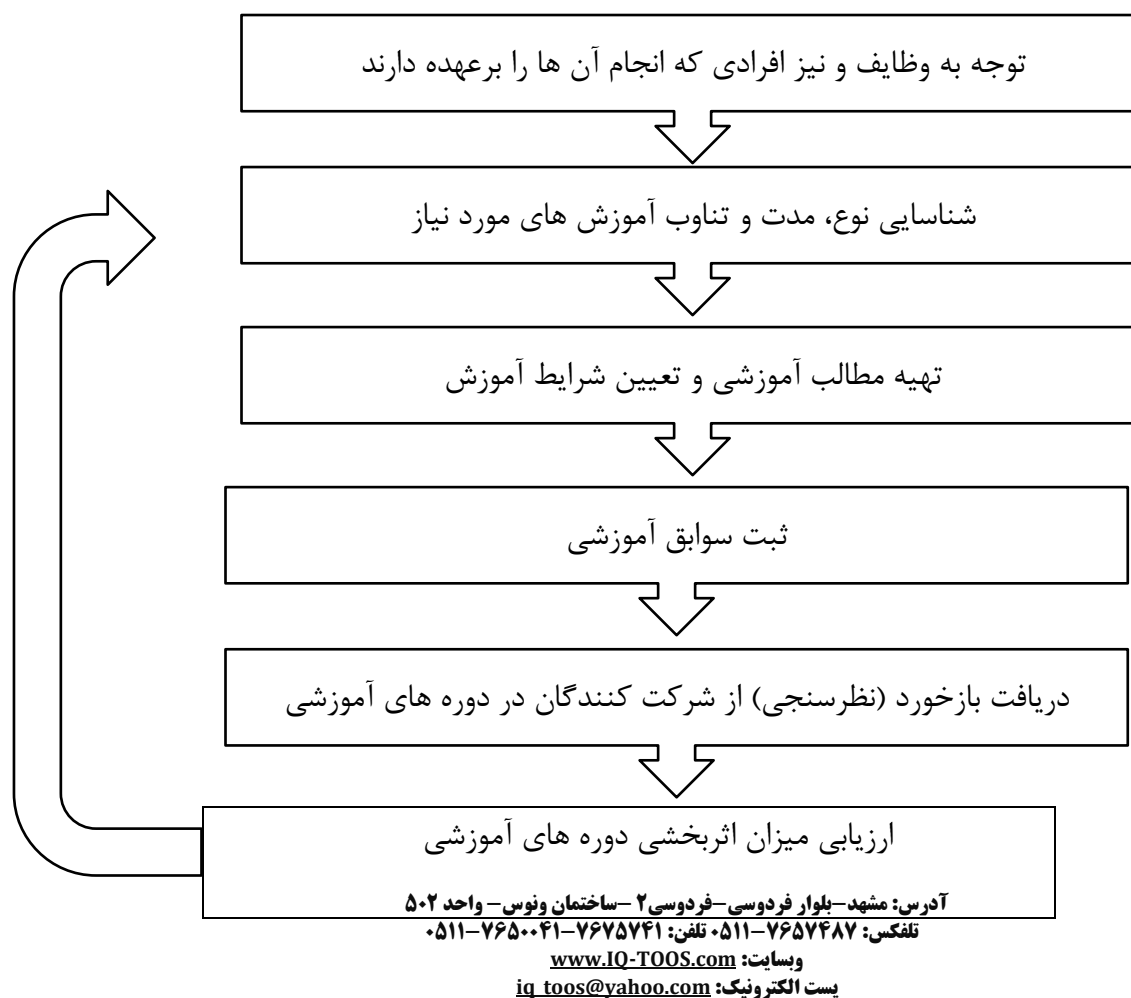 توجه به وظایف و نیز افرادی که انجام آن ها را برعهده دارند
شناسایی نوع، مدت و تناوب آموزش های مورد نیاز
تهیه مطالب آموزشی و تعیین شرایط آموزش
ثبت سوابق آموزشی
دریافت بازخورد (نظرسنجی) از شرکت کنندگان در دوره های آموزشی
ارزیابی میزان اثربخشی دوره های آموزشی
آدرس: مشهد-بلوار فردوسی-فردوسی۲ -ساختمان ونوس- واحد ۵۰۲
تلفکس: ۷۶۵۷۴۸۷-۰۵۱۱ تلفن: ۷۶۷۵۷۴۱-۷۶۵۰۰۴۱-۰۵۱۱
وبسایت: www.IQ-TOOS.com
پست الکترونیک: iq_toos@yahoo.com